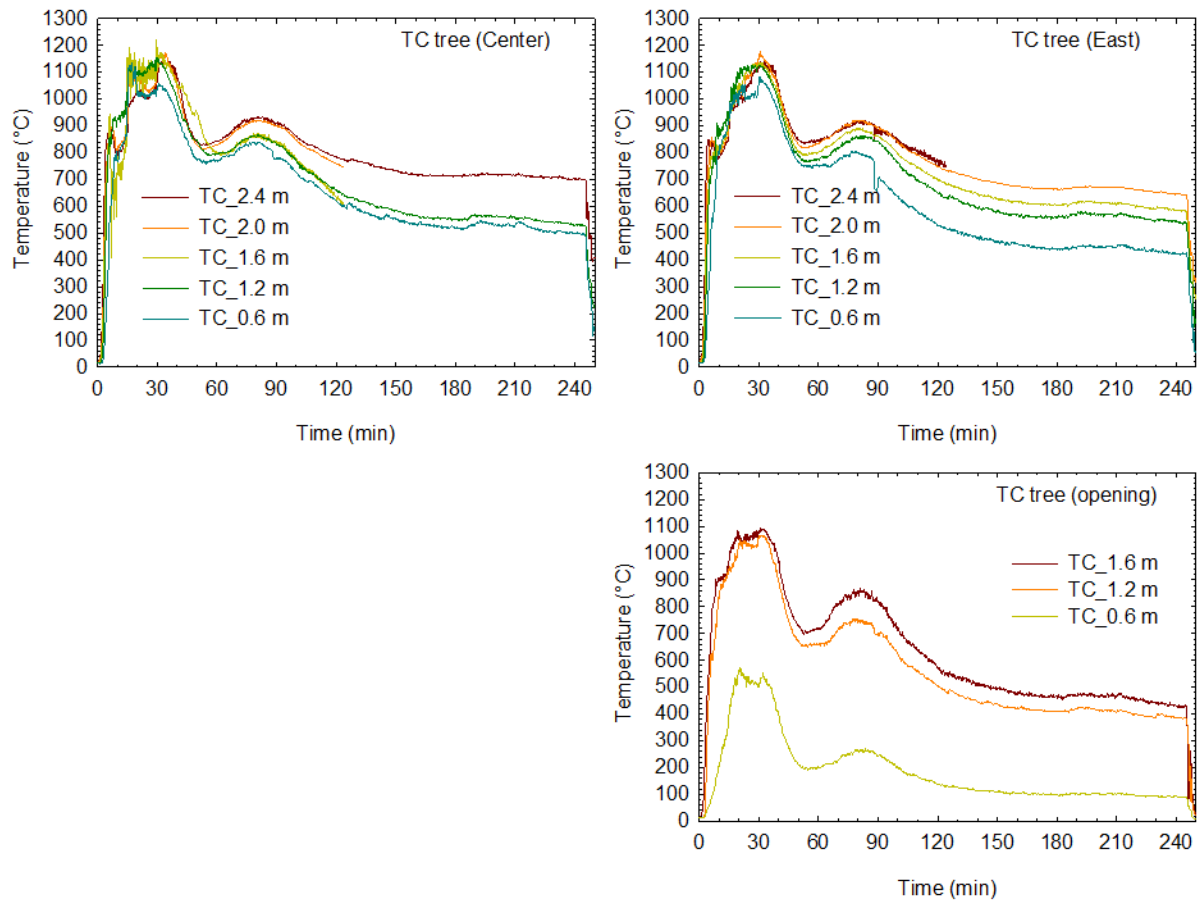 TC tree (Center)
1300
1200
1100
1000
900
800
700
600
500
400
300
200
100
0
Temperature (°C)
TC_2.4 m
TC_2.0 m
TC_1.6 m
TC_1.2 m
TC_0.6 m
0 30 60 90 120 150 180 210 240
Time (min)
TC tree (East)
1300
1200
1100
1000
900
800
700
600
500
400
300
200
100
0
Temperature (°C)
TC_2.4 m
TC_2.0 m
TC_1.6 m
TC_1.2 m
TC_0.6 m
0 30 60 90 120 150 180 210 240
Time (min)
TC tree (opening)
1300
1200
1100
1000
900
800
700
600
500
400
300
200
100
0
Temperature (°C)
TC_1.6 m
TC_1.2 m
TC_0.6 m
0 30 60 90 120 150 180 210 240
Time (min)